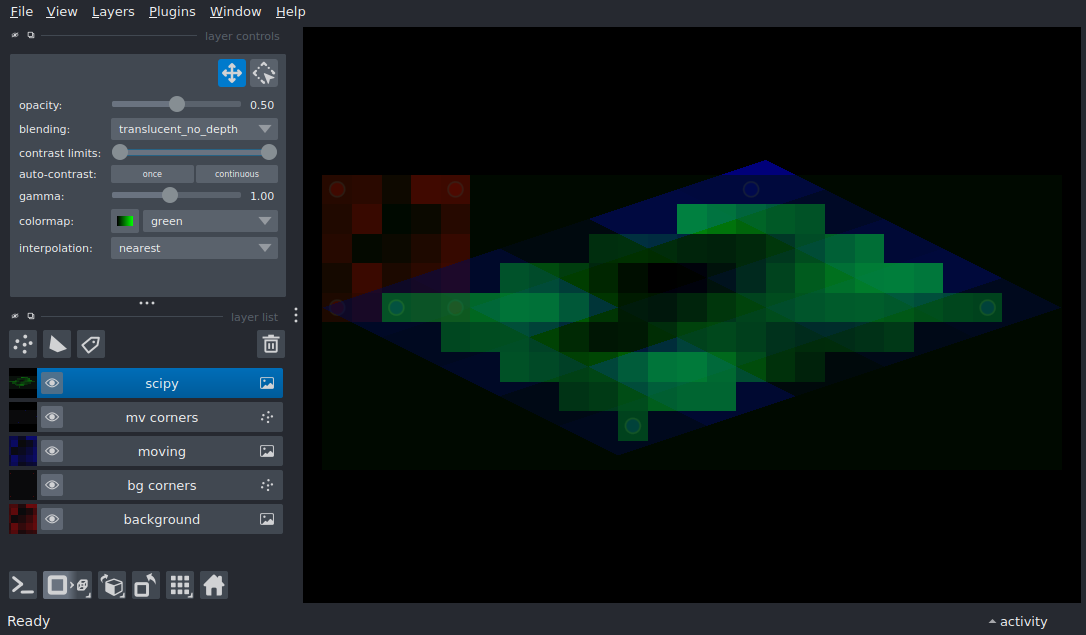 File View Layers Plugins Window Help
layer controls
opacity: 0.50
blending: translucent_no_depth
contrast limits:
auto-contrast: once continuous
gamma: 1.00
colormap: green
interpolation: nearest
layer list
scipy
mv corners
moving
bg corners
background
Ready
activity